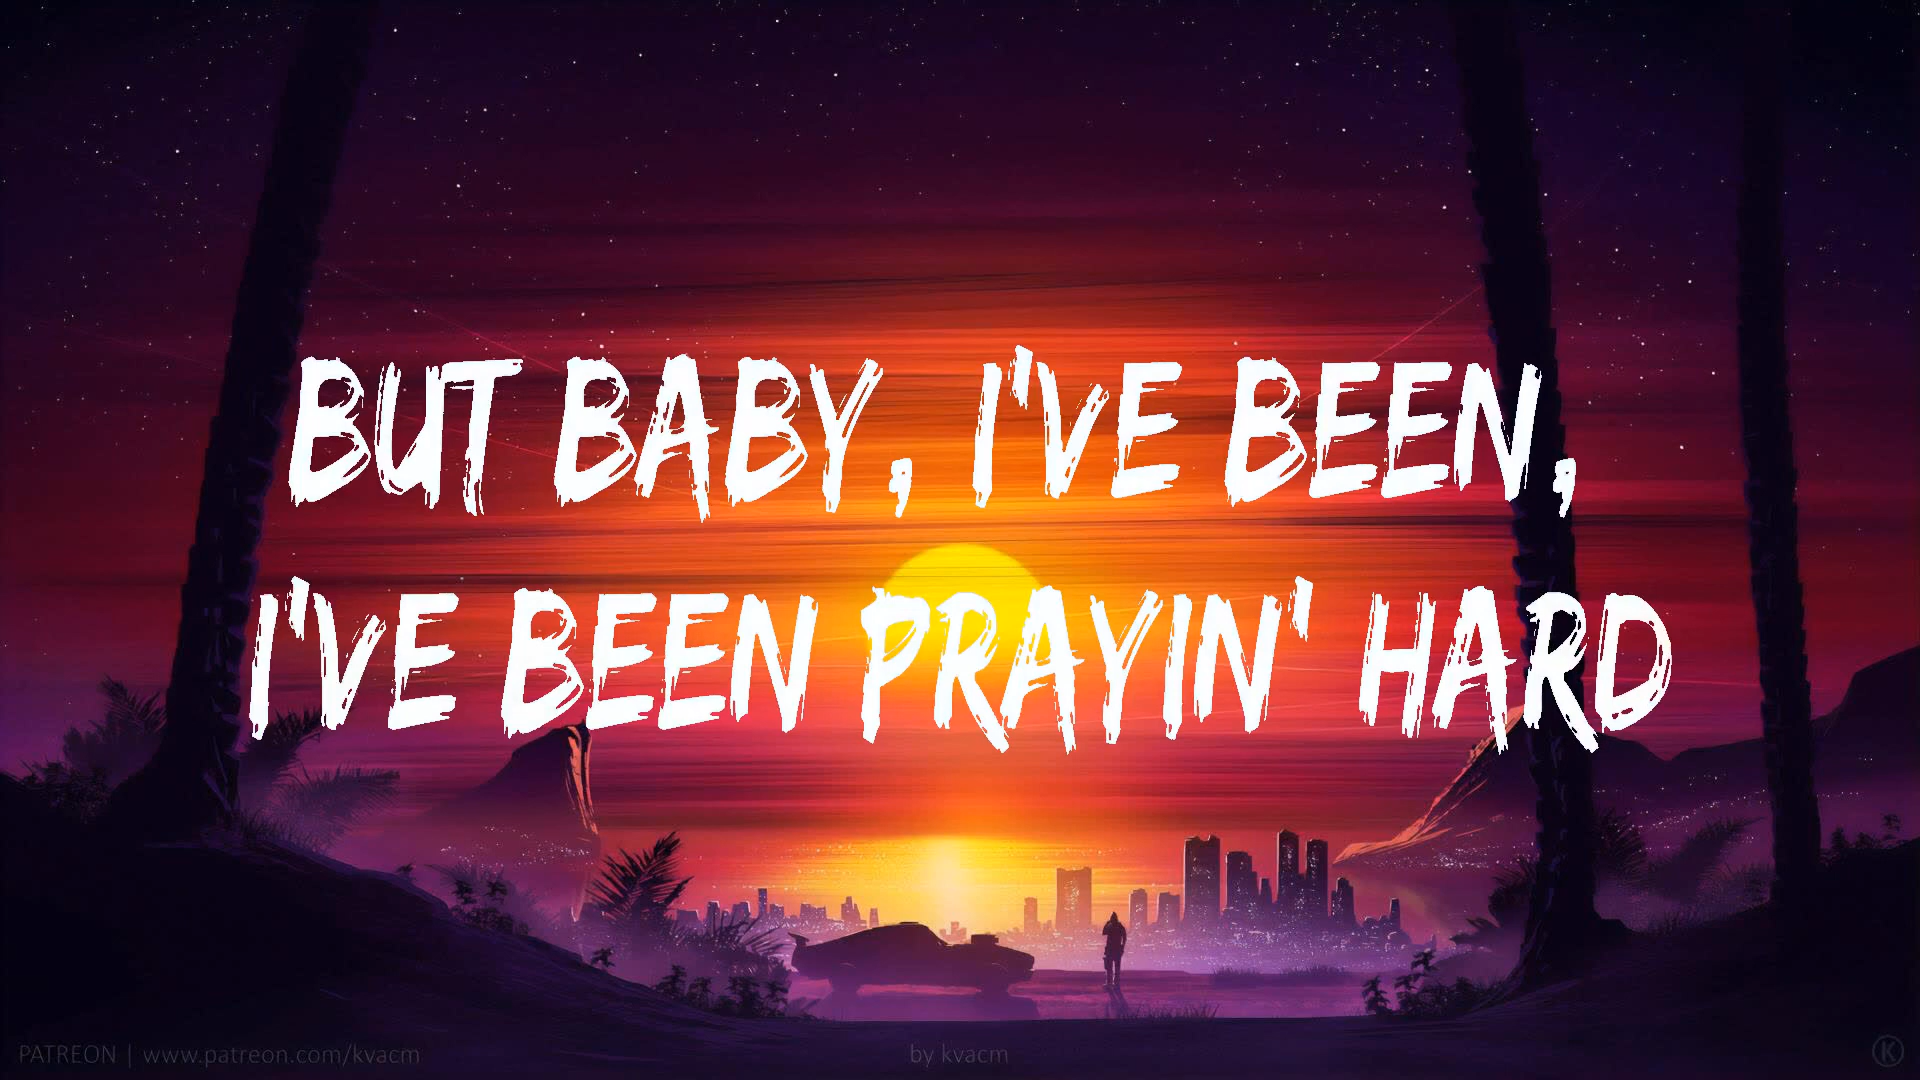 BUT BABY, I'VE BEEN,
I'VE BEEN PRAYIN' HARD
PATREON | www.patreon.com/kvacm
by kvacm
K